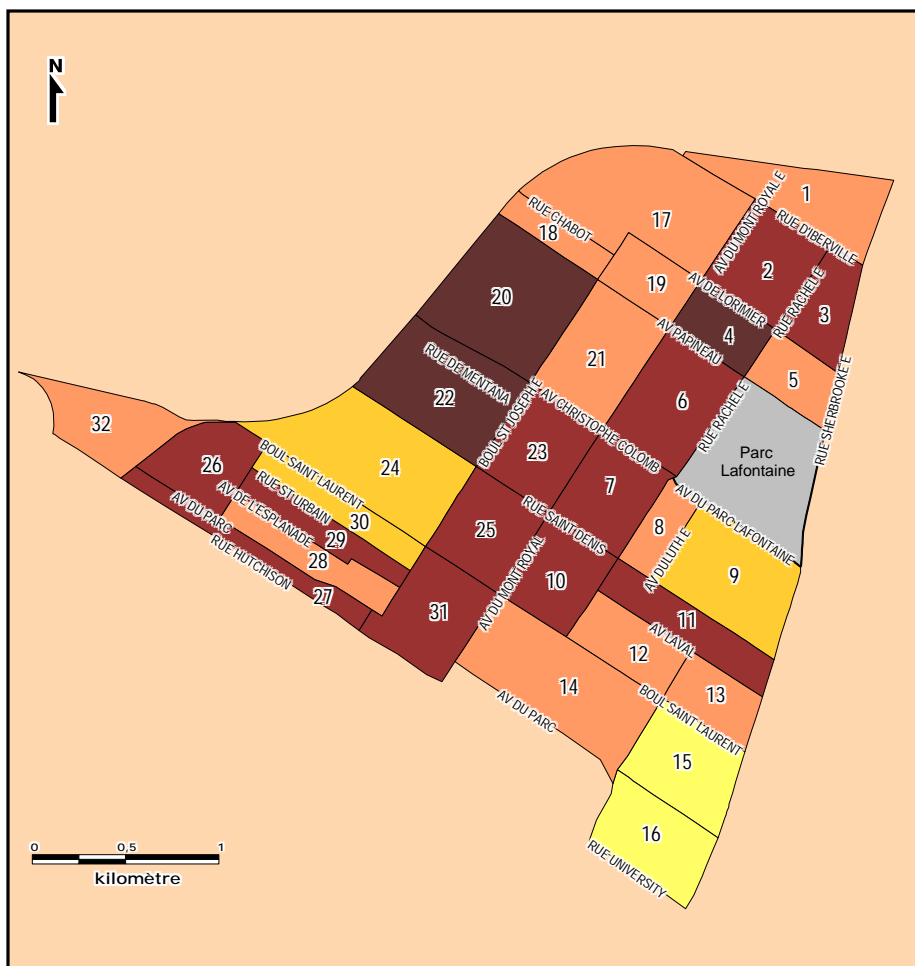 N
1
RUE D'IBERVILLE
AV DU MONT ROYAL E
17
RUE CHABOT
18
2
RUE RACHEL E
3
19
AV DE LORIMIER
20
4
AV PAPINEAU
21
5
RUE SHERBROOKE E
RUE DE MENTANA
22
BOUL ST JOSEPH E
AV CHRISTOPHE COLOMB
6
RUE RACHEL E
32
26
BOUL SAINT LAURENT
24
23
Parc
Lafontaine
RUE ST URBAIN
7
AV DU PARC
AV DE L'ESPLANADE
30
25
RUE SAINT DENIS
8
AV DU PARC LAFONTAINE
29
RUE HUTCHISON
28
AV DULUTH E
9
27
31
AV DU MONT ROYAL
10
11
AV LAVAL
12
14
13
AV DU PARC
BOUL SAINT LAURENT
15
16
RUE UNIVERSITY
0 0,5 1
kilomètre